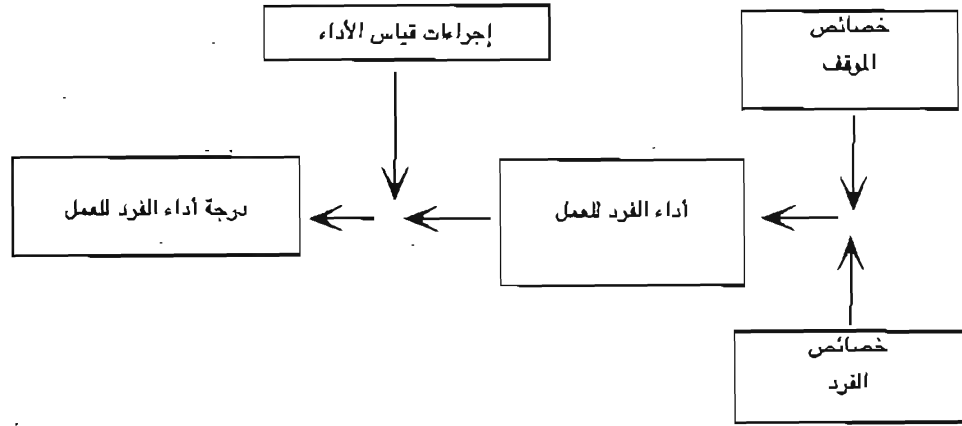 خصائص
الموقف
إجراءات قياس الأداء
أداء الفرد للعمل
درجة أداء الفرد للعمل
خصائص
الفرد